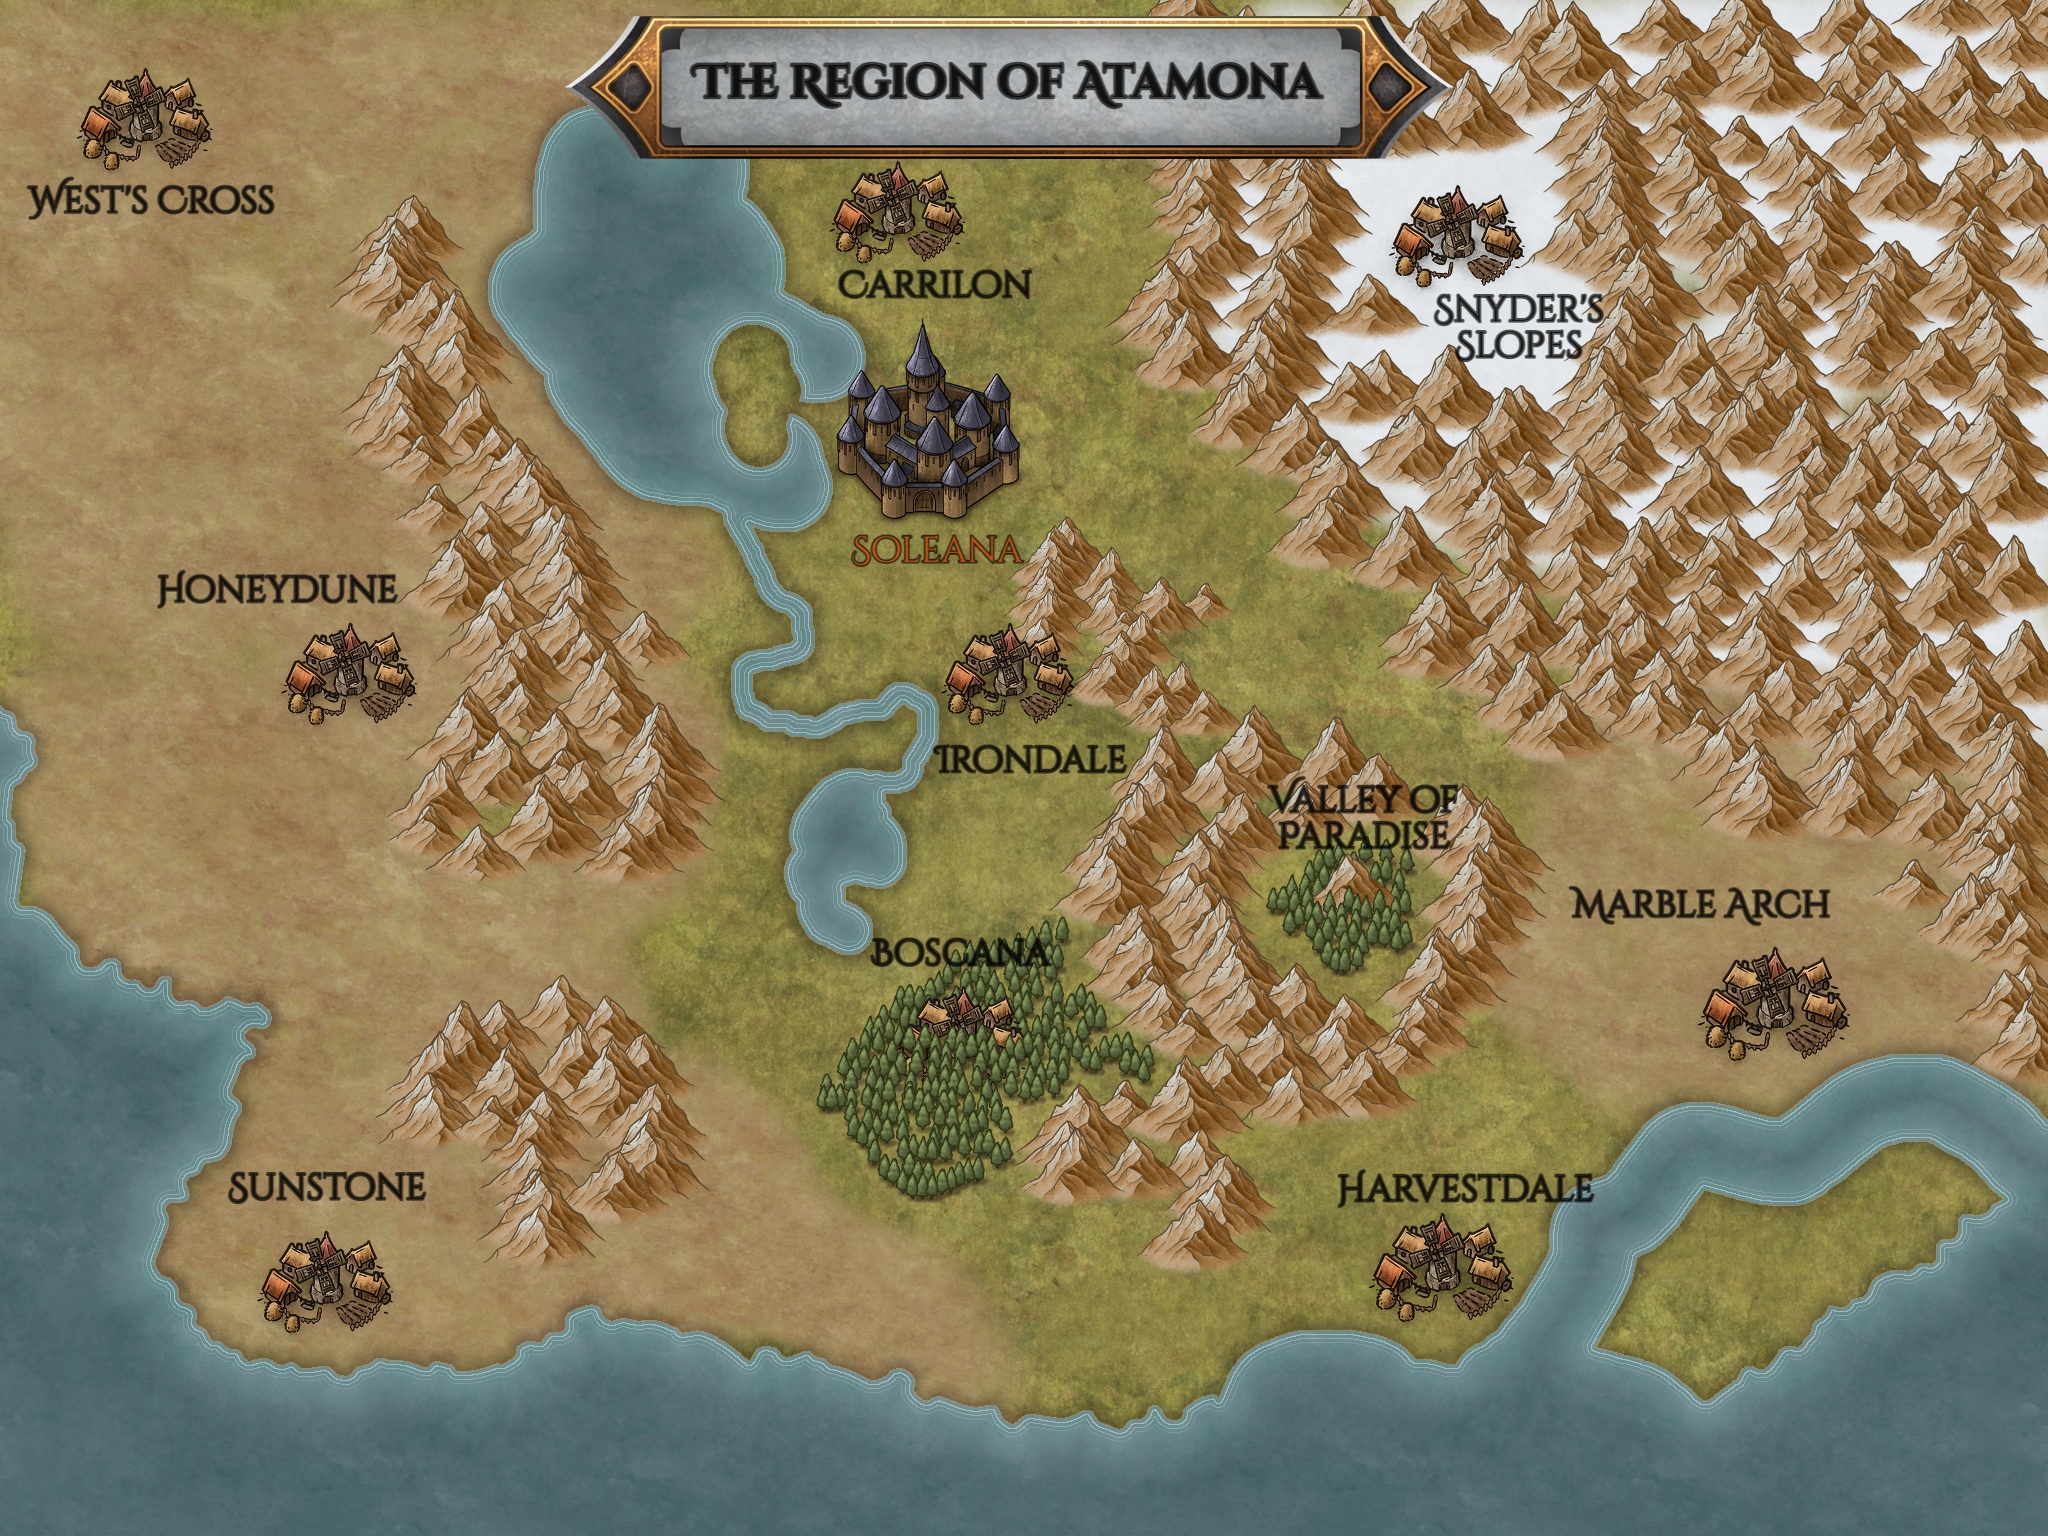 The Region of Atamona
West's Cross
Carrilon
Snyder's
Slopes
Soleana
Honeydune
Irondale
Valley of
Paradise
Marble Arch
Boscana
Sunstone
Harvestdale